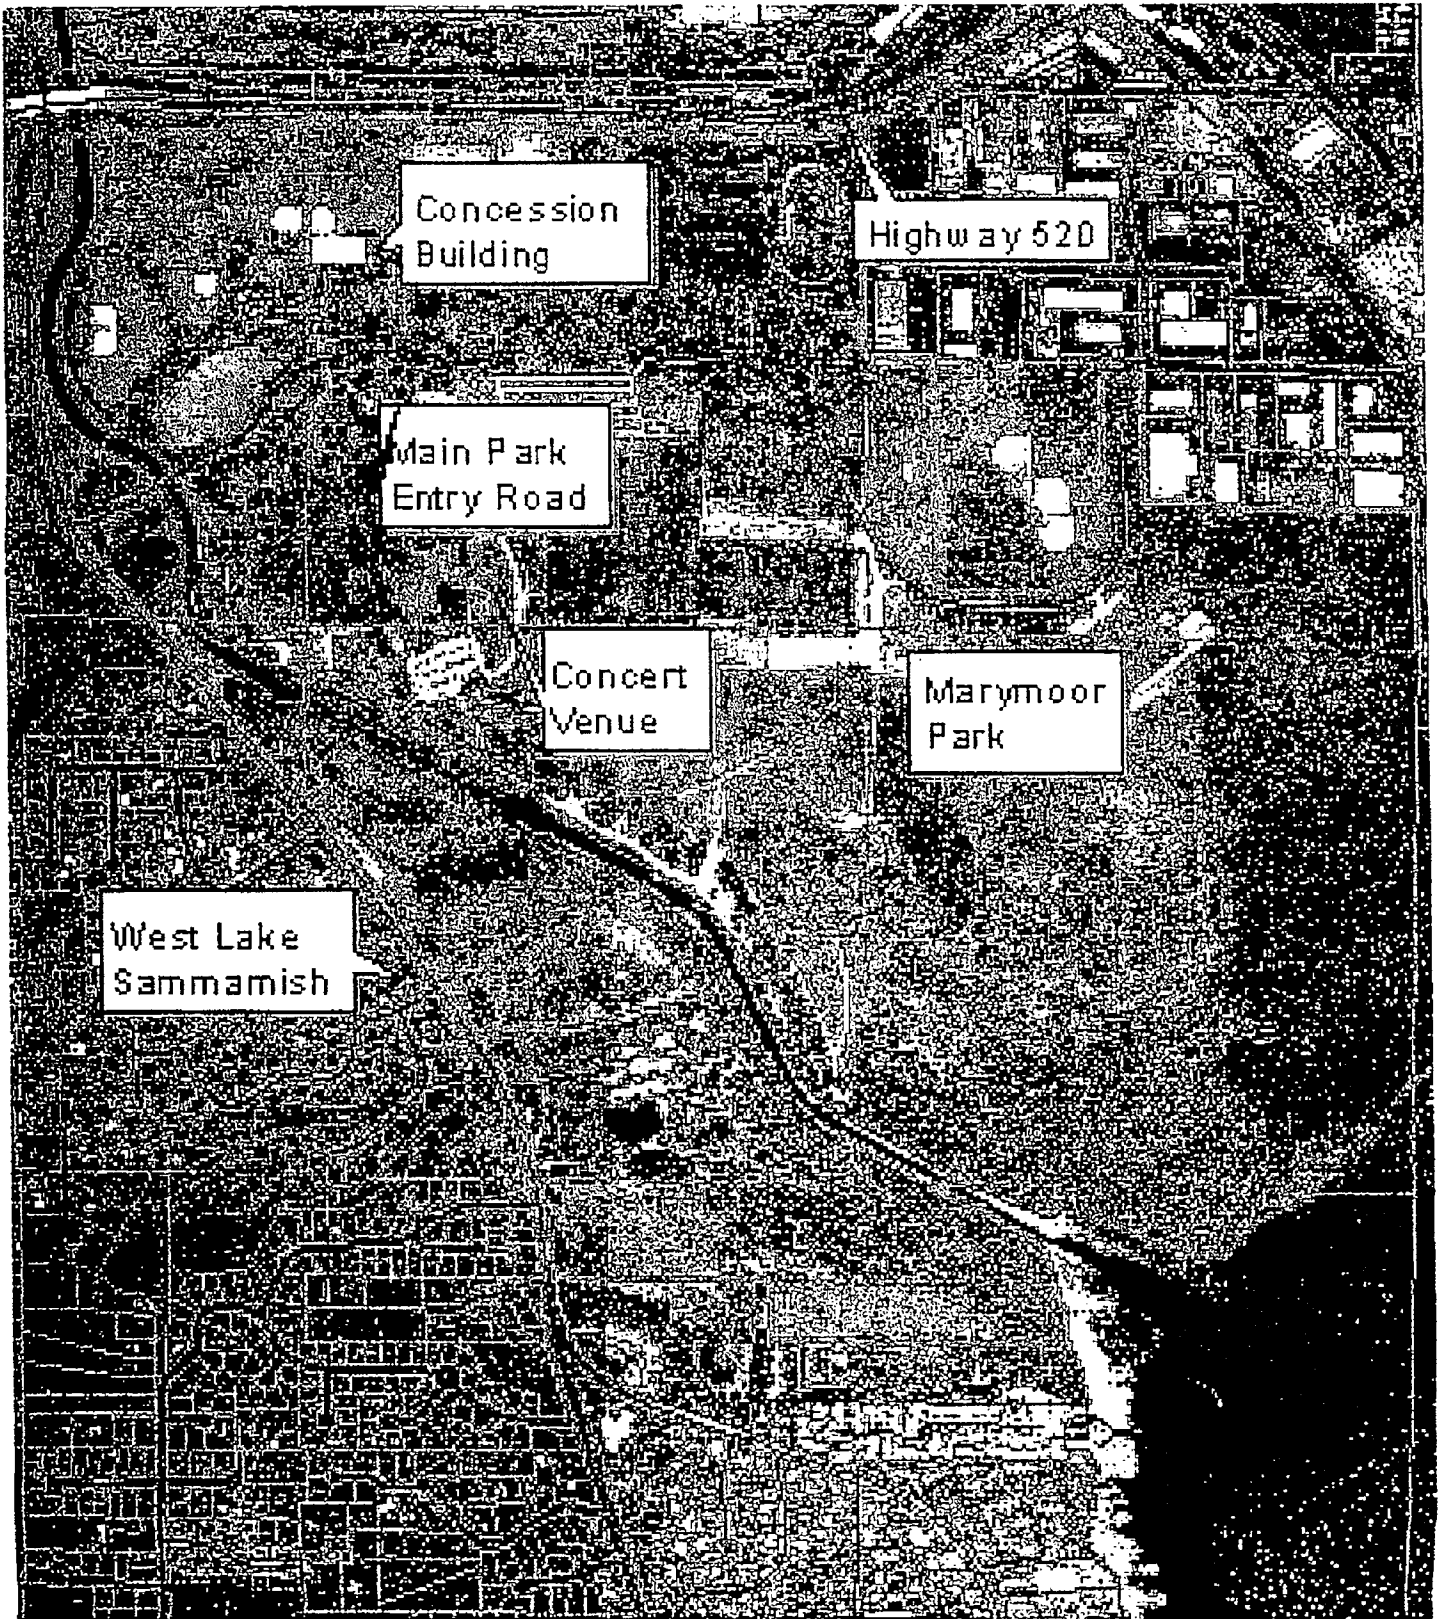 Concession
Building
Highway 520
Main Park
Entry Road
Concert
Venue
Marymoor
Park
West Lake
Sammamish